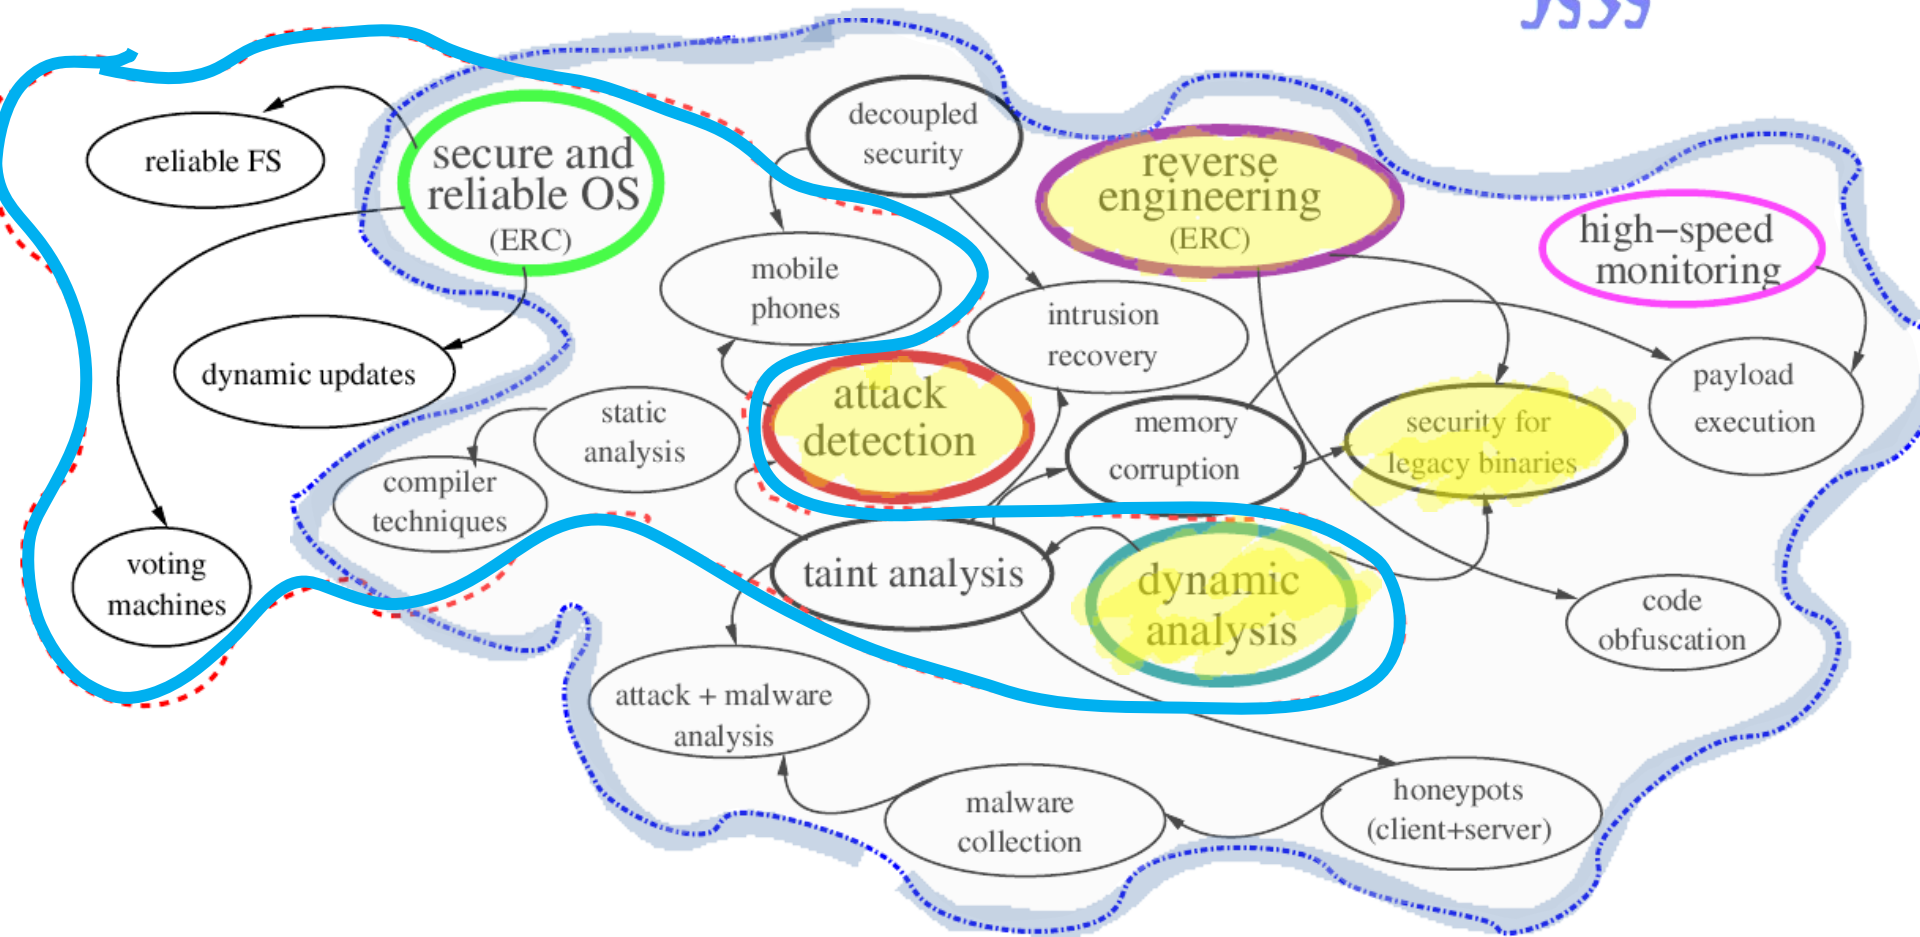 decoupled
security
reliable FS
secure and
reliable OS
(ERC)
reverse
engineering
(ERC)
high-speed
monitoring
mobile
phones
intrusion
recovery
dynamic updates
static
analysis
attack
detection
memory
corruption
security for
legacy binaries
payload
execution
compiler
techniques
voting
machines
taint analysis
dynamic
analysis
code
obfuscation
attack + malware
analysis
malware
collection
honeypots
(client+server)